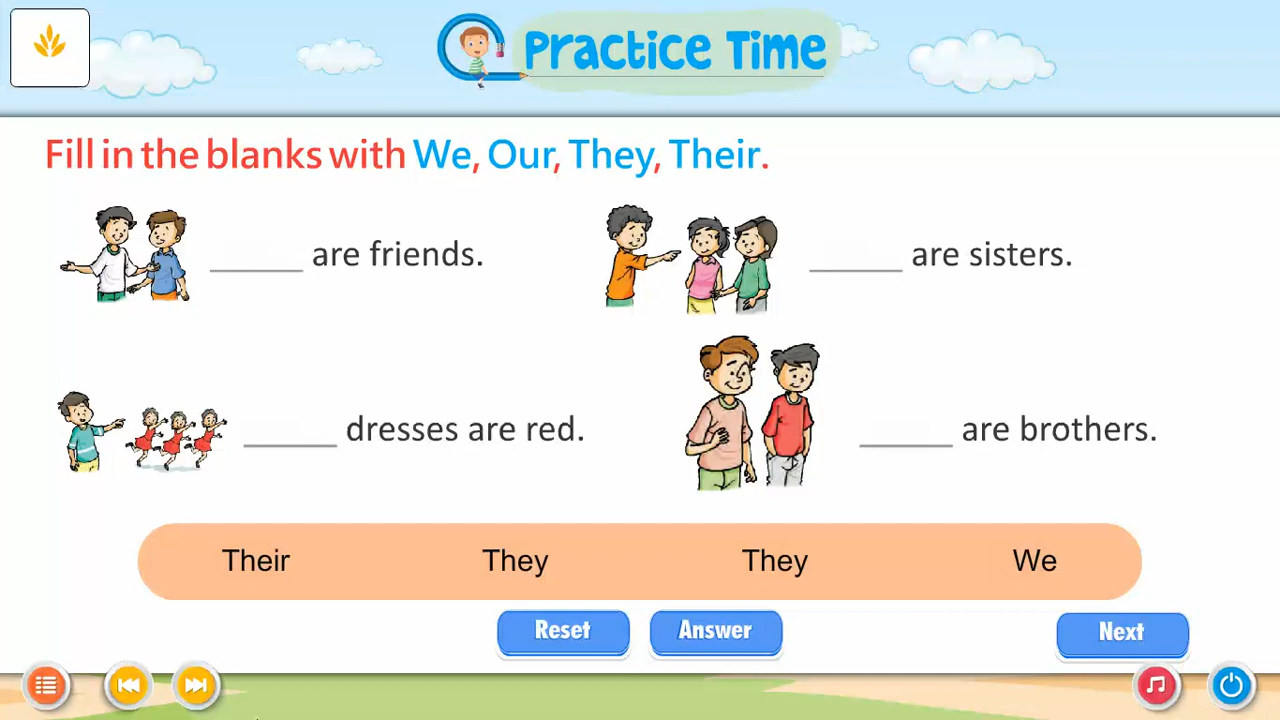 Practice Time
Fill in the blanks with We, Our, They, Their.
______ are friends.
______ are sisters.
______ dresses are red.
______ are brothers.
Their They They We
Reset Answer Next